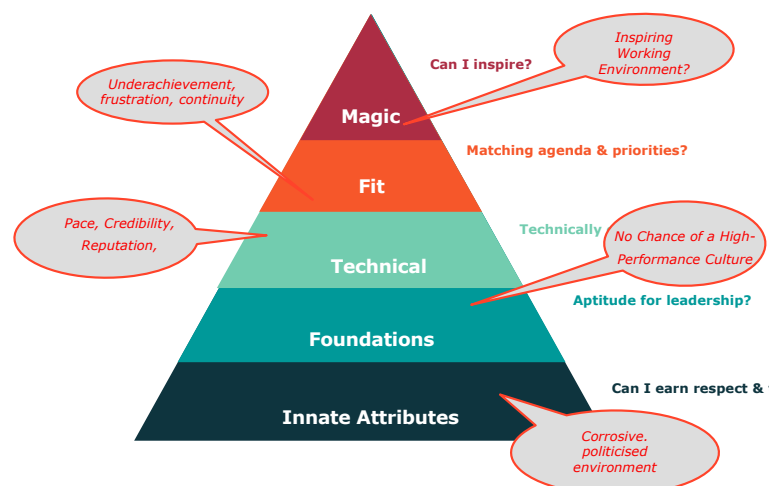 Inspiring
Working
Environment?
Can I inspire?
Underachievement,
frustration, continuity
Magic
Matching agenda & priorities?
Fit
Pace, Credibility,
Reputation,
Technically
No Chance of a High-
Performance Culture
Technical
Aptitude for leadership?
Foundations
Can I earn respect &
Innate Attributes
Corrosive.
politicised
environment